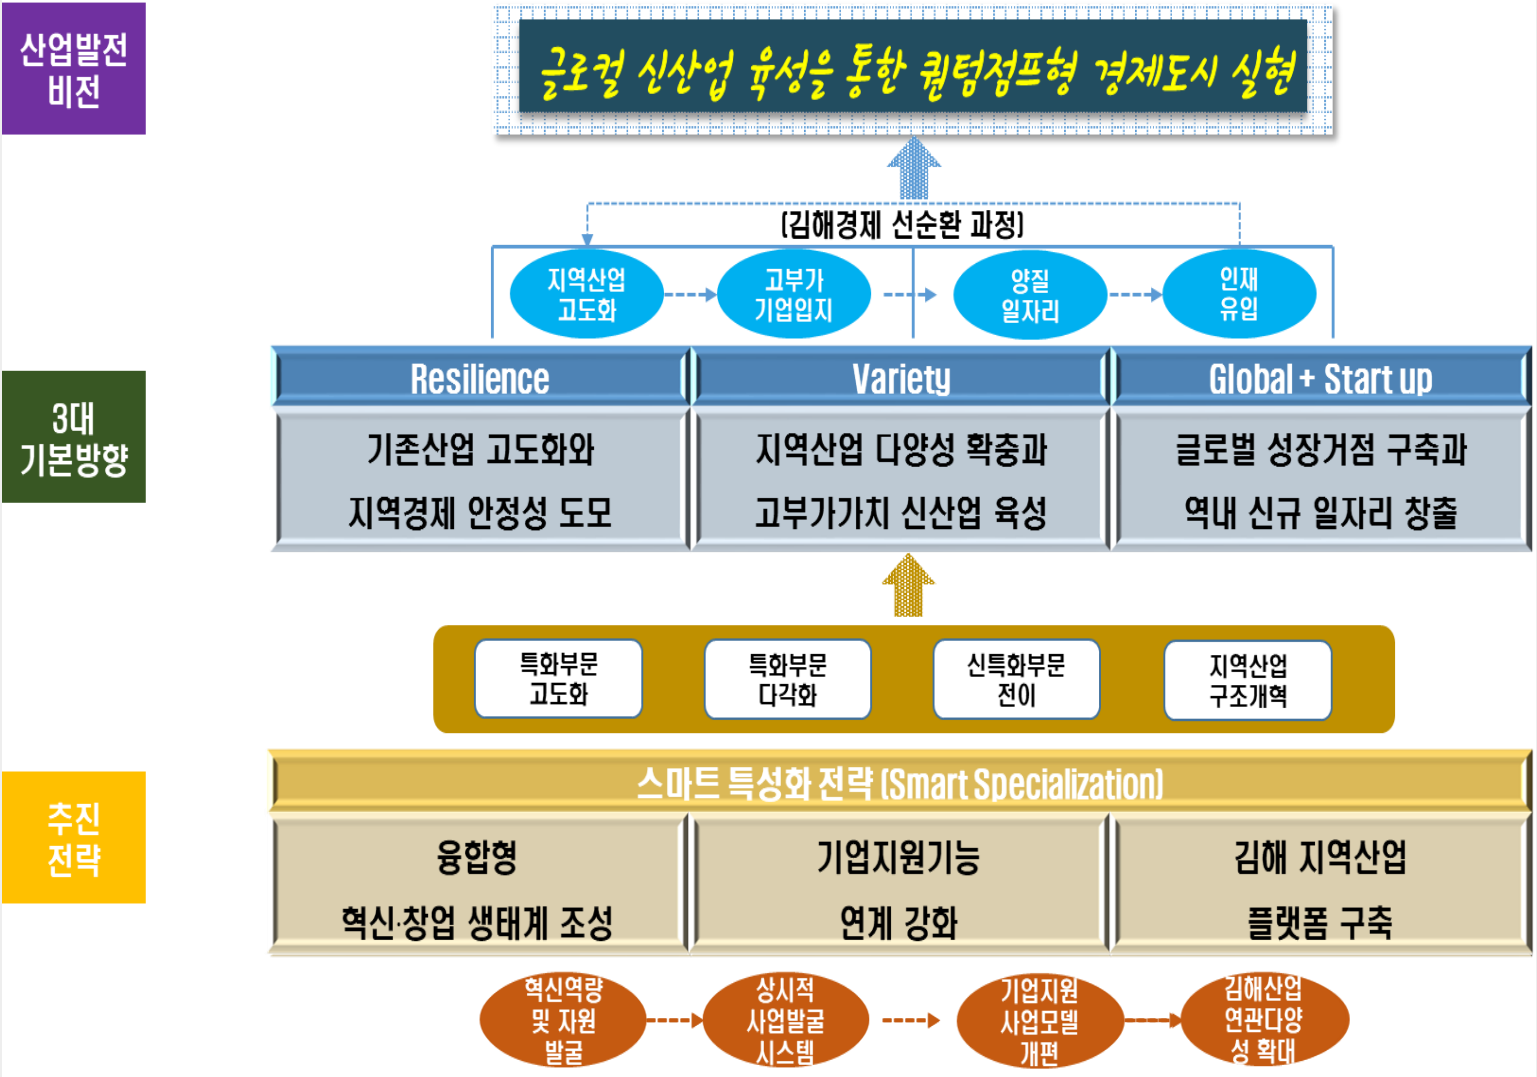 산업발전
비전
글로컬 신산업 육성을 통한 퀀텀점프형 경제도시 실현
(김해경제 선순환 과정)
지역산업
고도화
고부가
기업입지
양질
일자리
인재
유입
3대
기본방향
Resilience
기존산업 고도화와
지역경제 안정성 도모
Variety
지역산업 다양성 확충과
고부가가치 신산업 육성
Global + Start up
글로벌 성장거점 구축과
역내 신규 일자리 창출
특화부문
고도화
특화부문
다각화
신특화부문
전이
지역산업
구조개혁
추진
전략
스마트 특성화 전략 (Smart Specialization)
융합형
혁신·창업 생태계 조성
기업지원기능
연계 강화
김해 지역산업
플랫폼 구축
혁신역량
및 자원
발굴
상시적
사업발굴
시스템
기업지원
사업모델
개편
김해산업
연관다양
성 확대